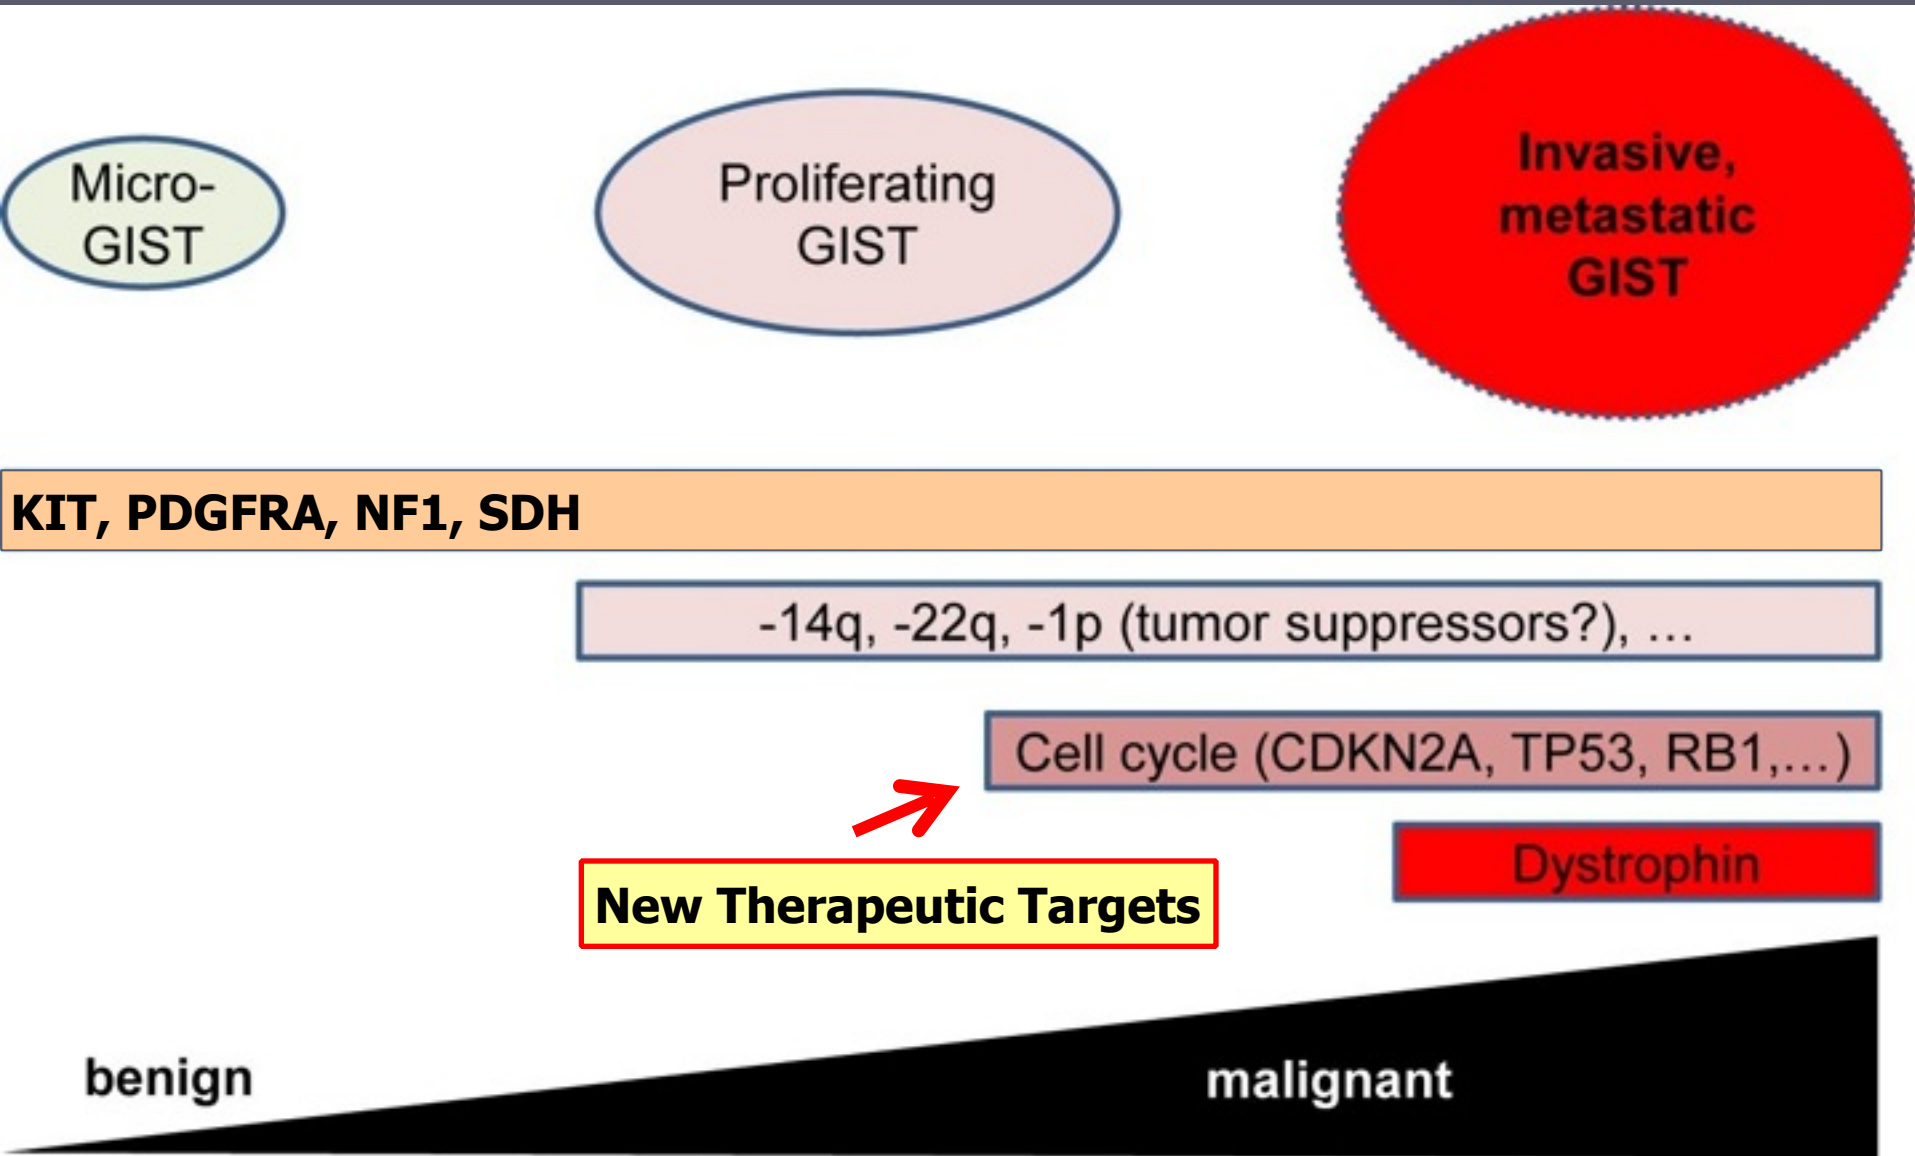 Micro-
GIST
Proliferating
GIST
Invasive,
metastatic
GIST
KIT, PDGFRA, NF1, SDH
-14q, -22q, -1p (tumor suppressors?), …
Cell cycle (CDKN2A, TP53, RB1,…)
Dystrophin
New Therapeutic Targets
benign
malignant